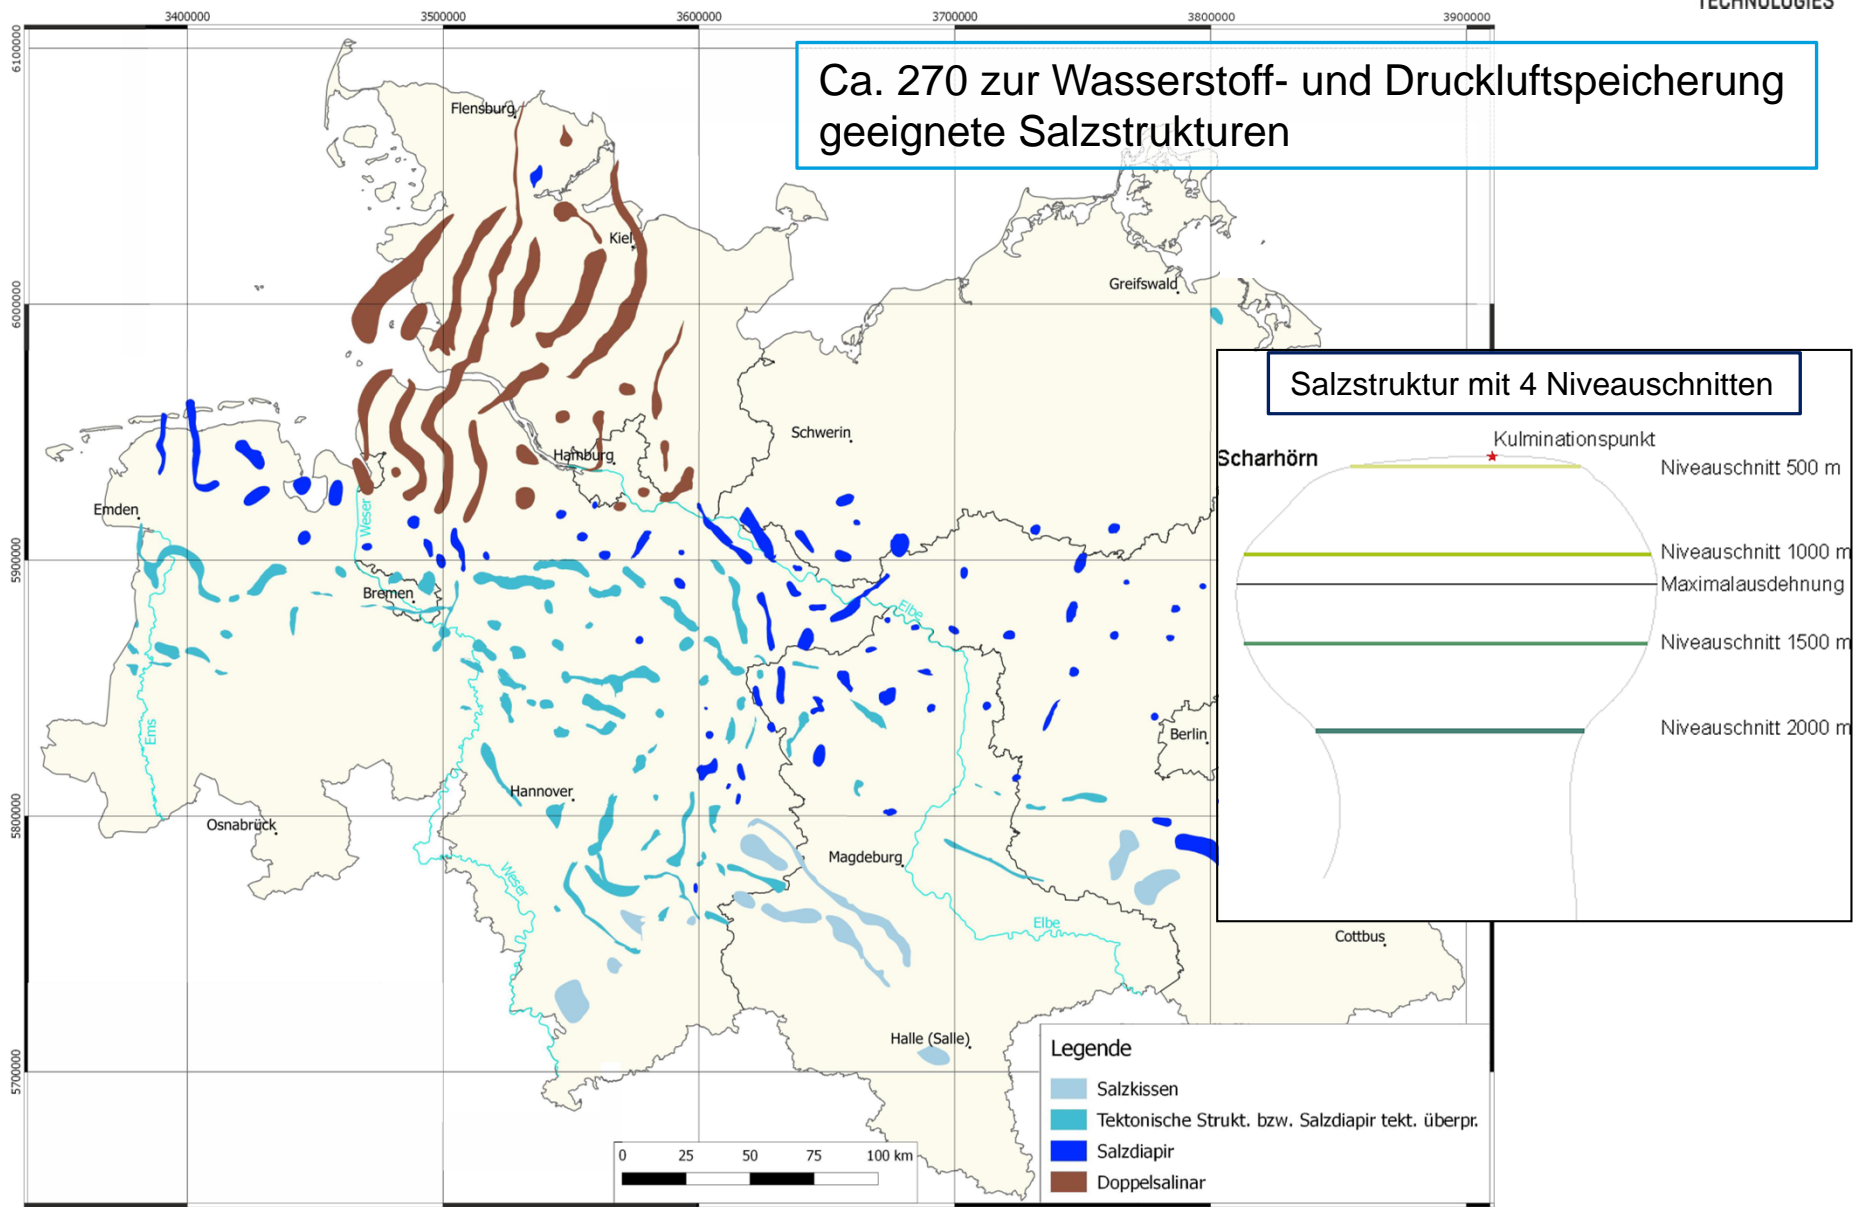 TECHNOLOGIES
3400000
3500000
3600000
3700000
3800000
3900000
6100000
6000000
5900000
5800000
5700000
Ca. 270 zur Wasserstoff- und Druckluftspeicherung
geeignete Salzstrukturen
Flensburg
Kiel
Greifswald
Schwerin
Hamburg
Emden
Weser
Bremen
Elbe
Ems
Berlin
Hannover
Osnabrück
Magdeburg
Weser
Elbe
Cottbus
Halle (Salle)
Salzstruktur mit 4 Niveauschnitten
Kulminationspunkt
Scharhörn
Niveauschnitt 500 m
Niveauschnitt 1000 m
Maximalausdehnung
Niveauschnitt 1500 m
Niveauschnitt 2000 m
Legende
Salzkissen
Tektonische Strukt. bzw. Salzdiapir tekt. überpr.
Salzdiapir
Doppelsalinar
0 25 50 75 100 km